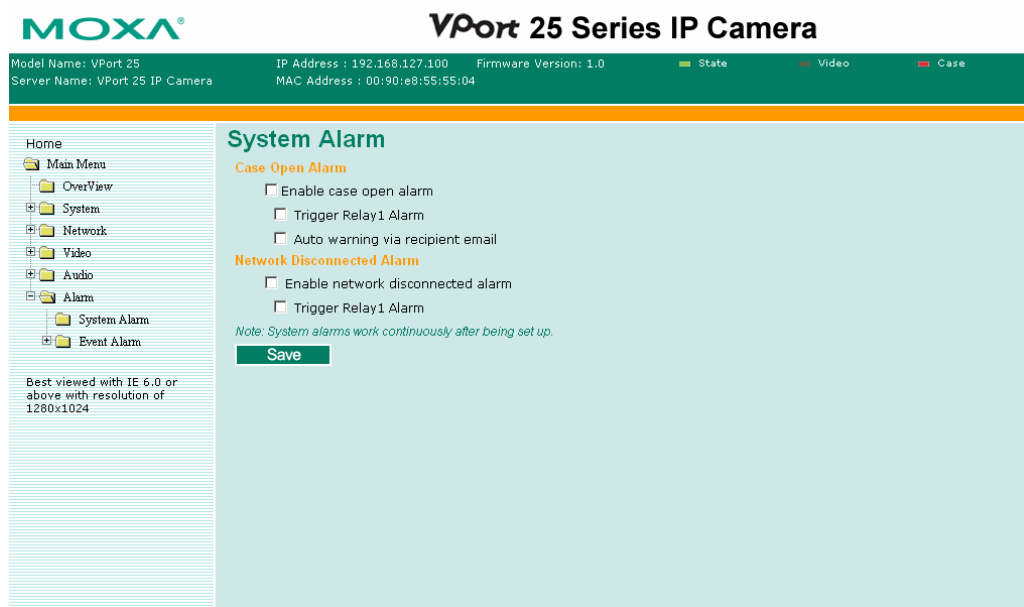 MOXA®
VPort 25 Series IP Camera
Model Name: VPort 25
IP Address : 192.168.127.100
Firmware Version: 1.0
State
Video
Case
Server Name: VPort 25 IP Camera
MAC Address : 00:90:e8:55:55:04
Home
Main Menu
OverView
System
Network
Video
Audio
Alarm
System Alarm
Event Alarm
Best viewed with IE 6.0 or
above with resolution of
1280x1024
System Alarm
Case Open Alarm
Enable case open alarm
Trigger Relay1 Alarm
Auto warning via recipient email
Network Disconnected Alarm
Enable network disconnected alarm
Trigger Relay1 Alarm
Note: System alarms work continuously after being set up.
Save